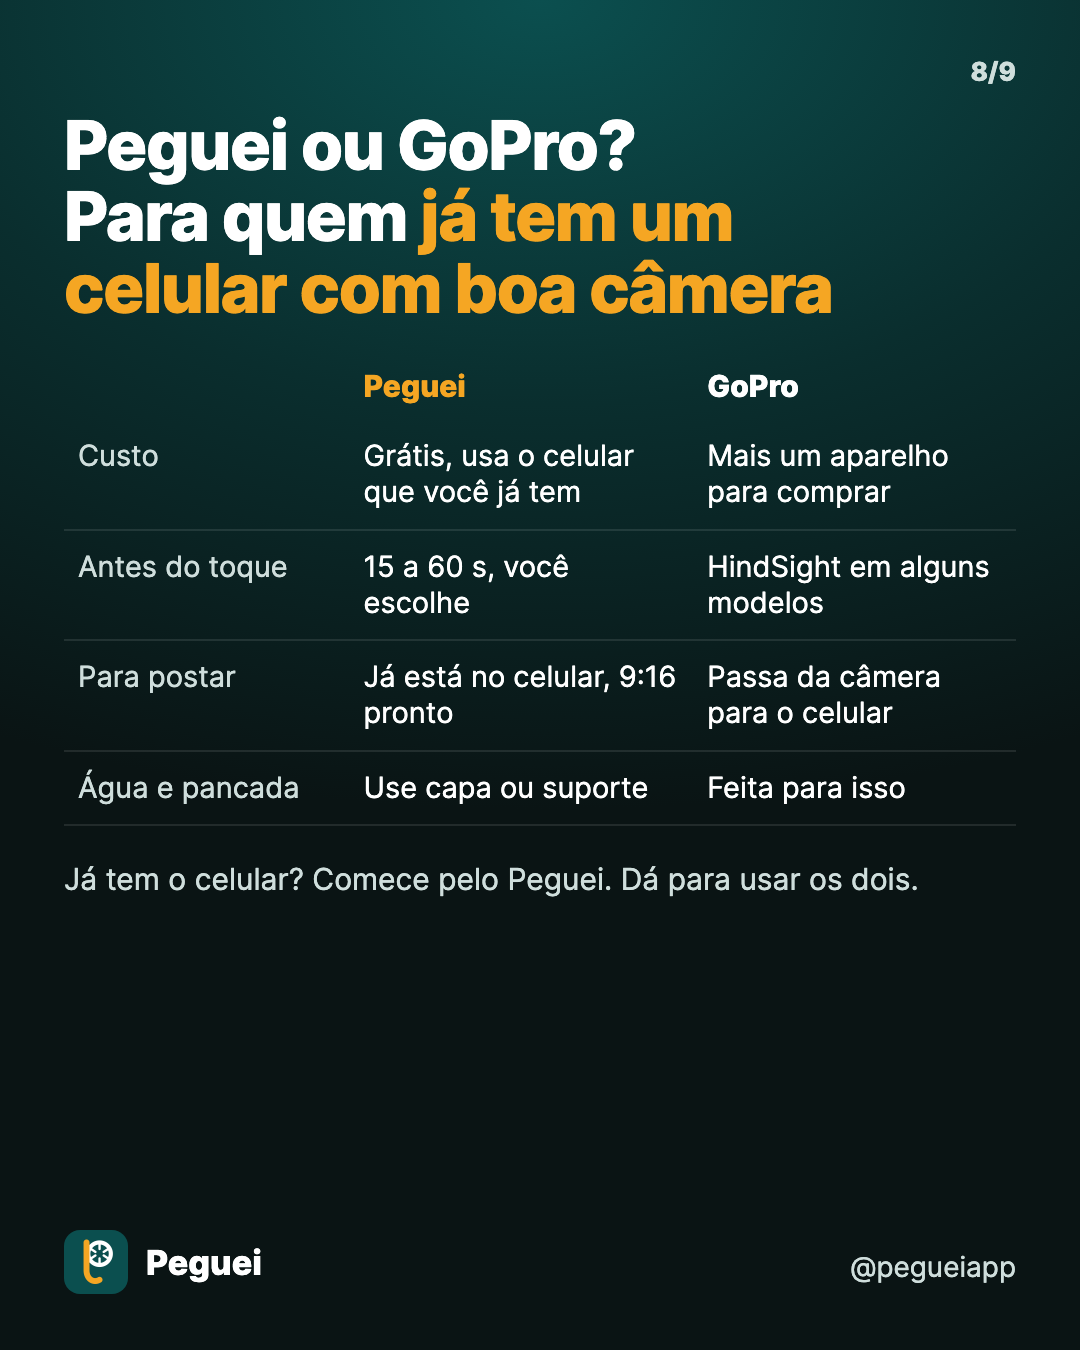 8/9
Peguei ou GoPro?
Para quem já tem um
celular com boa câmera
Peguei GoPro
Custo Grátis, usa o celular Mais um aparelho
que você já tem para comprar
Antes do toque 15 a 60 s, você HindSight em alguns
escolhe modelos
Para postar Já está no celular, 9:16 Passa da câmera
pronto para o celular
Água e pancada Use capa ou suporte Feita para isso
Já tem o celular? Comece pelo Peguei. Dá para usar os dois.
Peguei @pegueiapp